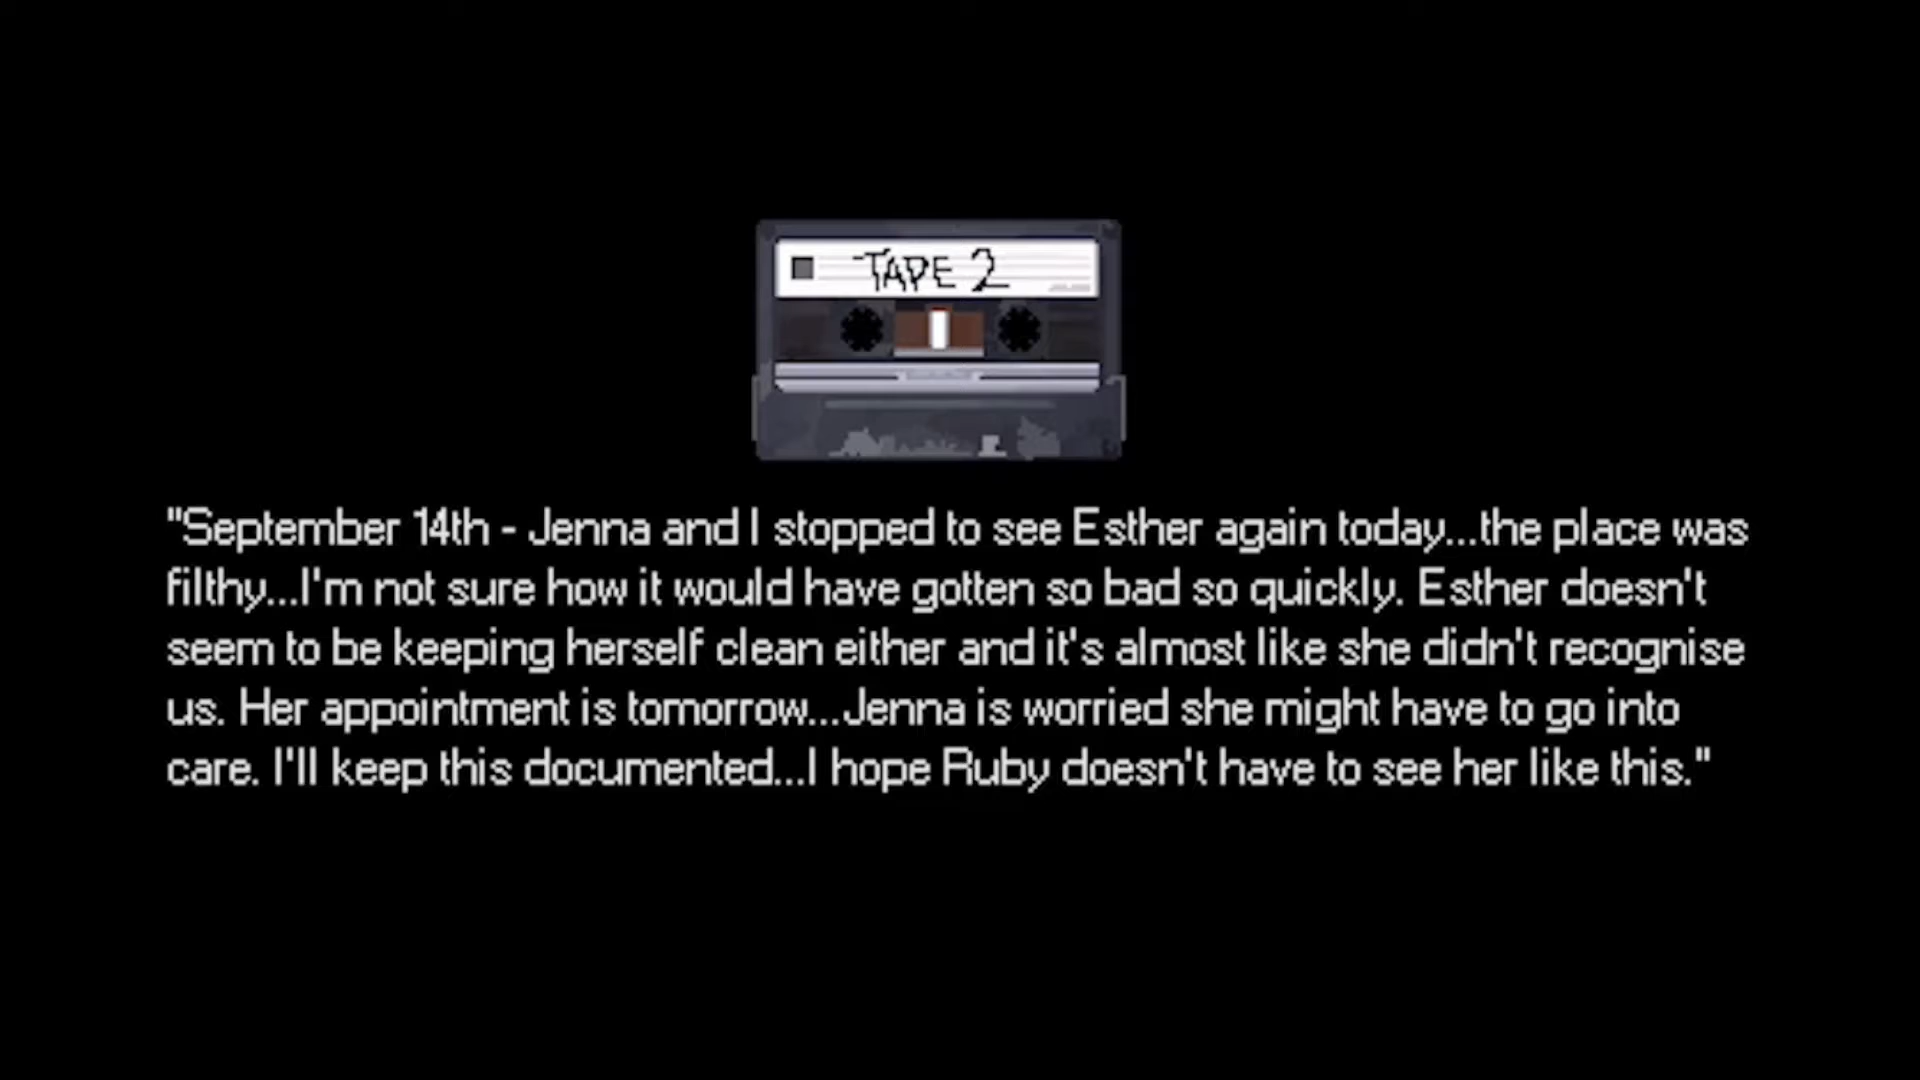 TAPE 2
"September 14th - Jenna and I stopped to see Esther again today...the place was
filthy...I'm not sure how it would have gotten so bad so quickly. Esther doesn't
seem to be keeping herself clean either and it's almost like she didn't recognise
us. Her appointment is tomorrow...Jenna is worried she might have to go into
care. I'll keep this documented...I hope Ruby doesn't have to see her like this."